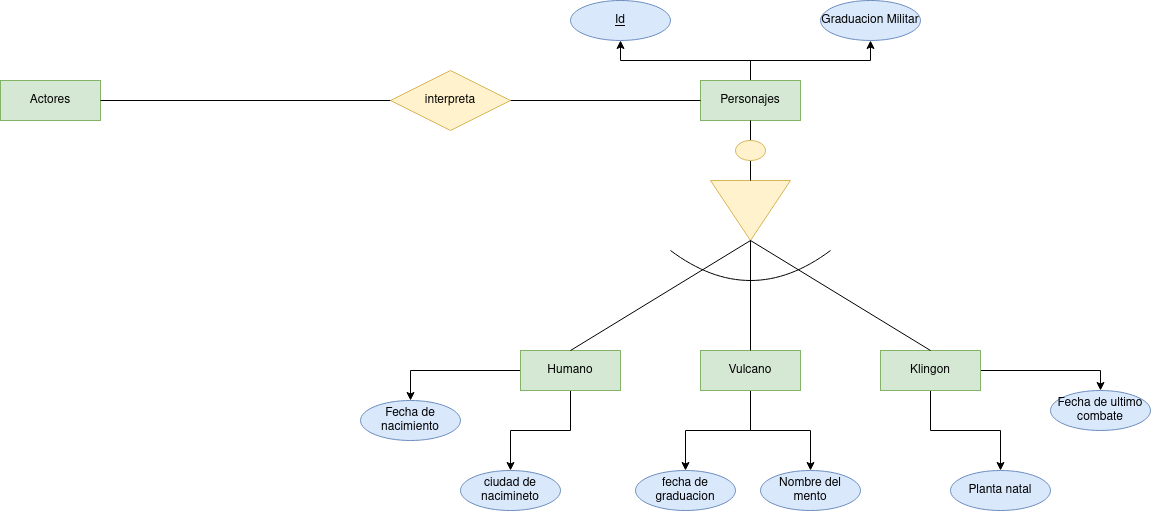 Id
Graduacion Militar
Actores
interpreta
Personajes
Humano
Vulcano
Klingon
Fecha de
nacimiento
Fecha de ultimo
combate
ciudad de
nacimineto
fecha de
graduacion
Nombre del
mento
Planta natal